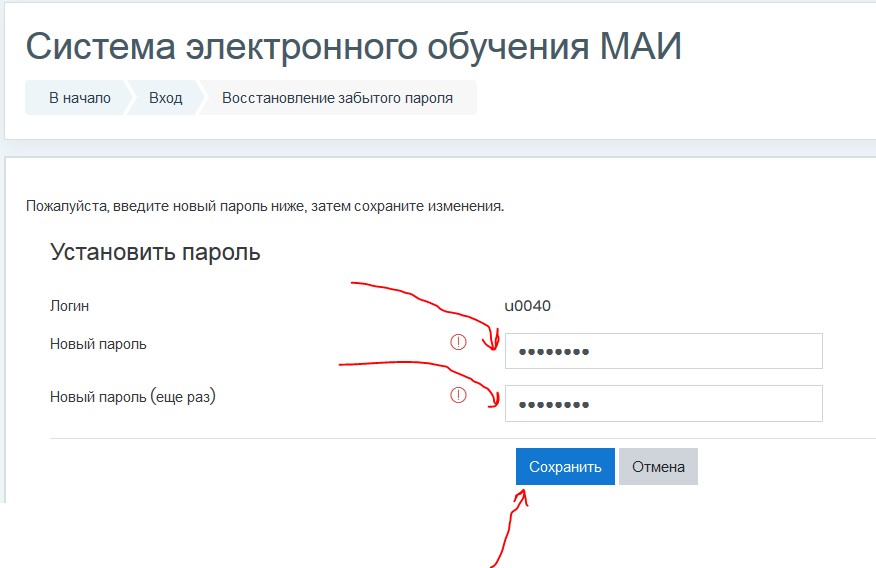 Система электронного обучения МАИ
В начало Вход Восстановление забытого пароля
Пожалуйста, введите новый пароль ниже, затем сохраните изменения.
Установить пароль
Логин u0040
Новый пароль ••••••••
Новый пароль (еще раз) ••••••••
Сохранить Отмена